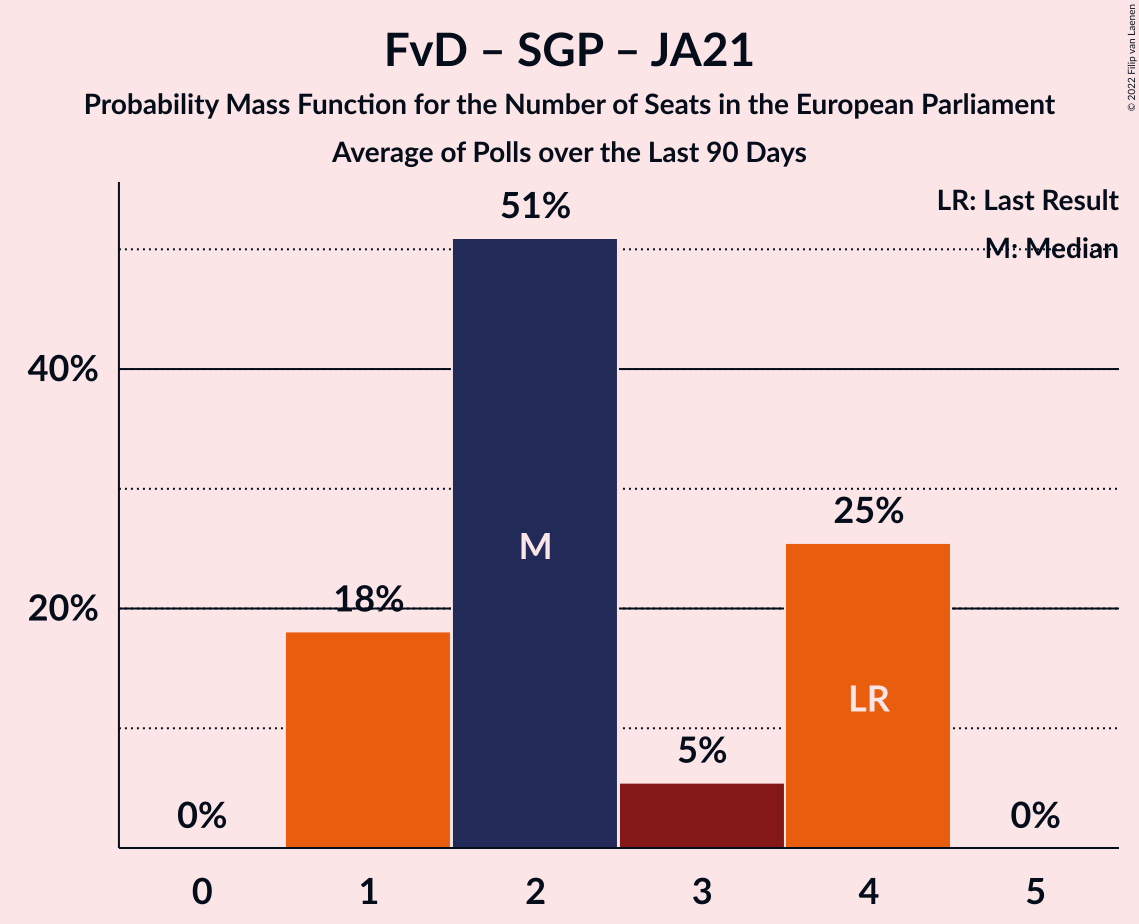 FvD – SGP – JA21
Probability Mass Function for the Number of Seats in the European Parliament
Average of Polls over the Last 90 Days
© 2022 Filip van Laenen
LR: Last Result
M: Median
51%
40%
25%
M
18%
20%
LR
5%
0%
0%
0 1 2 3 4 5